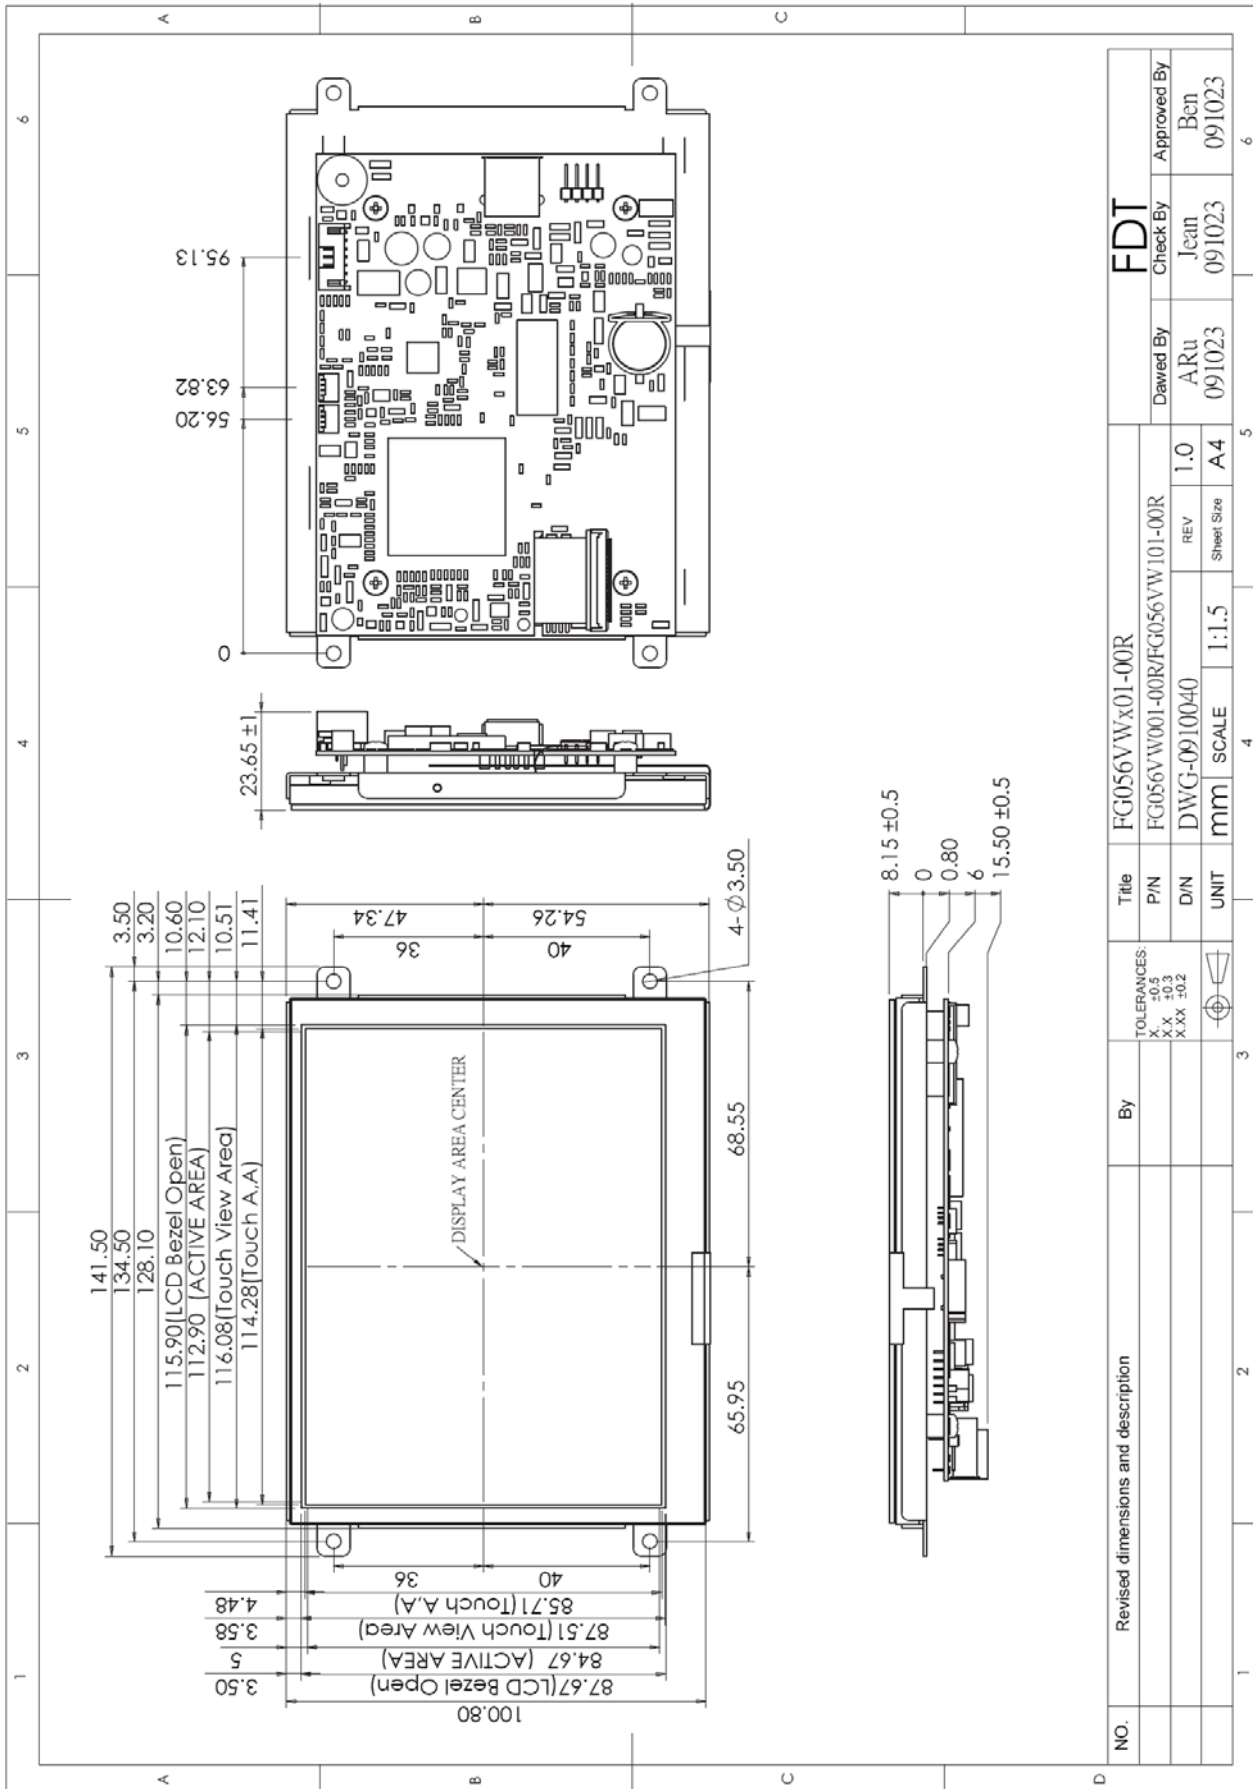 1
2
3
4
5
6
A
B
C
141.50
134.50
128.10
115.90(LCD Bezel Open)
112.90 (ACTIVE AREA)
116.08(Touch View Area)
114.28(Touch A,A)
3.50
3.20
10.60
12.10
10.51
11.41
100.80
87.67(LCD Bezel Open)
84.67 (ACTIVE AREA)
87.51(Touch View Area)
85.71(Touch A,A)
3.50
5
3.58
4.48
36
40
DISPLAY AREA CENTER
36
47.34
40
54.26
65.95
68.55
4-Ø3.50
23.65 ±1
0
56.20
63.82
95.13
8.15 ±0.5
0
0.80
6
15.50 ±0.5
A
B
C
D
NO.
Revised dimensions and description
By
TOLERANCES:
X. ±0.5
X.X ±0.3
X.XX ±0.2
Title
FG056VWx01-00R
P/N
FG056VW001-00R/FG056VW101-00R
D/N
DWG-0910040
REV
1.0
UNIT
mm
SCALE
1:1.5
Sheet Size
A4
FDT
Dawed By
Check By
Approved By
ARu
Jean
Ben
091023
091023
091023
1
2
3
4
5
6